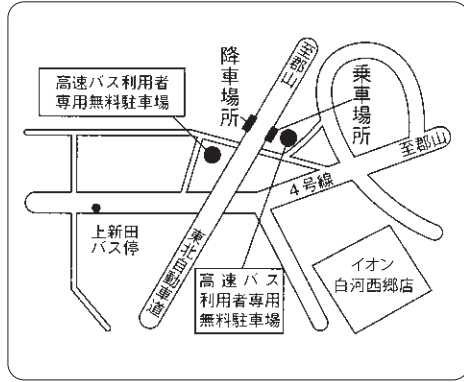 至郡山
降車場所
乗車場所
高速バス利用者
専用無料駐車場
至郡山
4号線
上新田
バス停
東北自動車道
イオン
白河西郷店
高速バス
利用者専用
無料駐車場